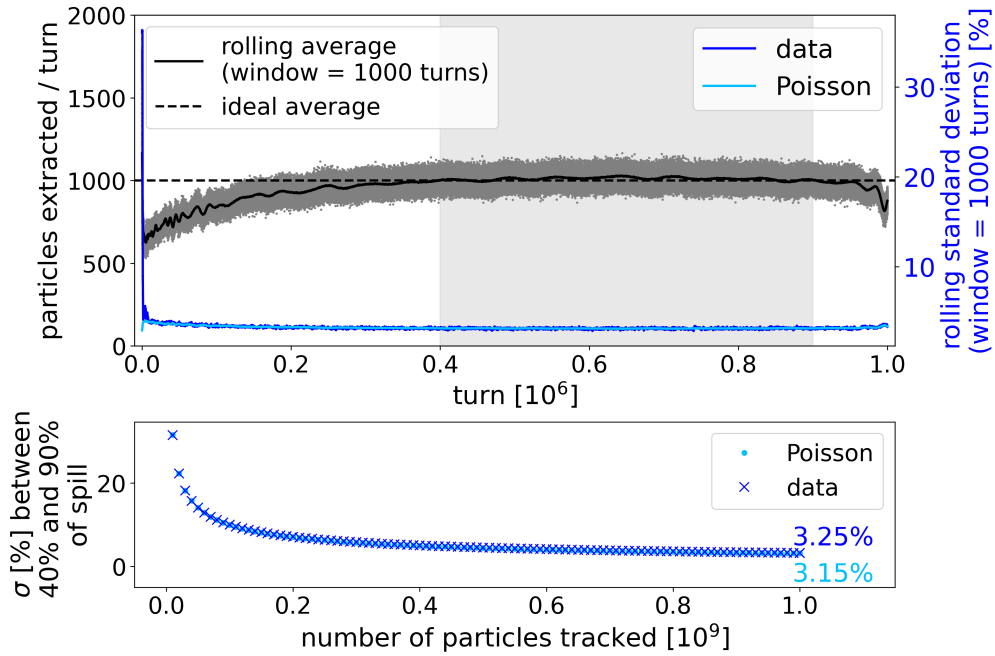 2000
1500
1000
500
0
particles extracted / turn
rolling average
(window = 1000 turns)
ideal average
data
Poisson
30
20
10
rolling standard deviation
(window = 1000 turns) [%]
0.0 0.2 0.4 0.6 0.8 1.0
turn [10⁶]
σ [%] between
40% and 90%
of spill
20
0
Poisson
data
3.25%
3.15%
0.0 0.2 0.4 0.6 0.8 1.0
number of particles tracked [10⁹]